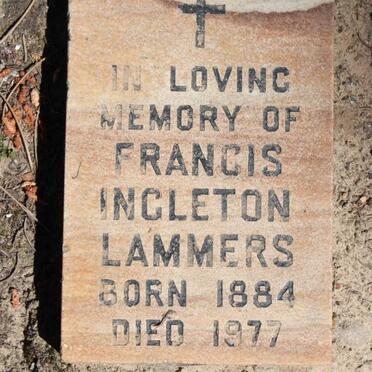 IN LOVING
MEMORY OF
FRANCIS
INGLETON
LAMMERS
BORN 1884
DIED 1977